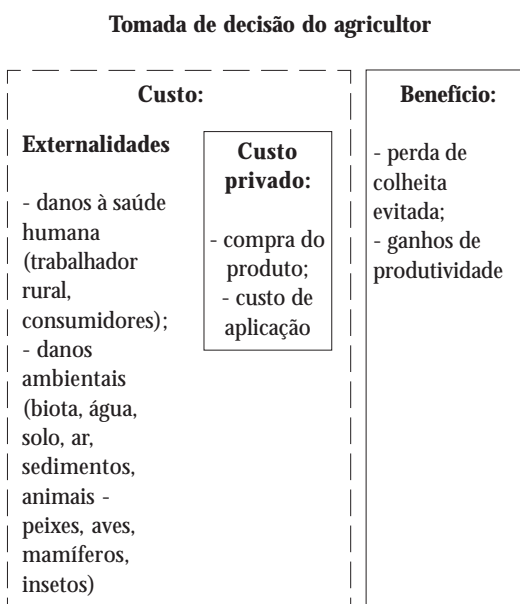 Tomada de decisão do agricultor
Custo:
Externalidades
- danos à saúde
humana
(trabalhador
rural,
consumidores);
- danos
ambientais
(biota, água,
solo, ar,
sedimentos,
animais -
peixes, aves,
mamíferos,
insetos)
Custo
privado:
- compra do
produto;
- custo de
aplicação
Benefício:
- perda de
colheita
evitada;
- ganhos de
produtividade